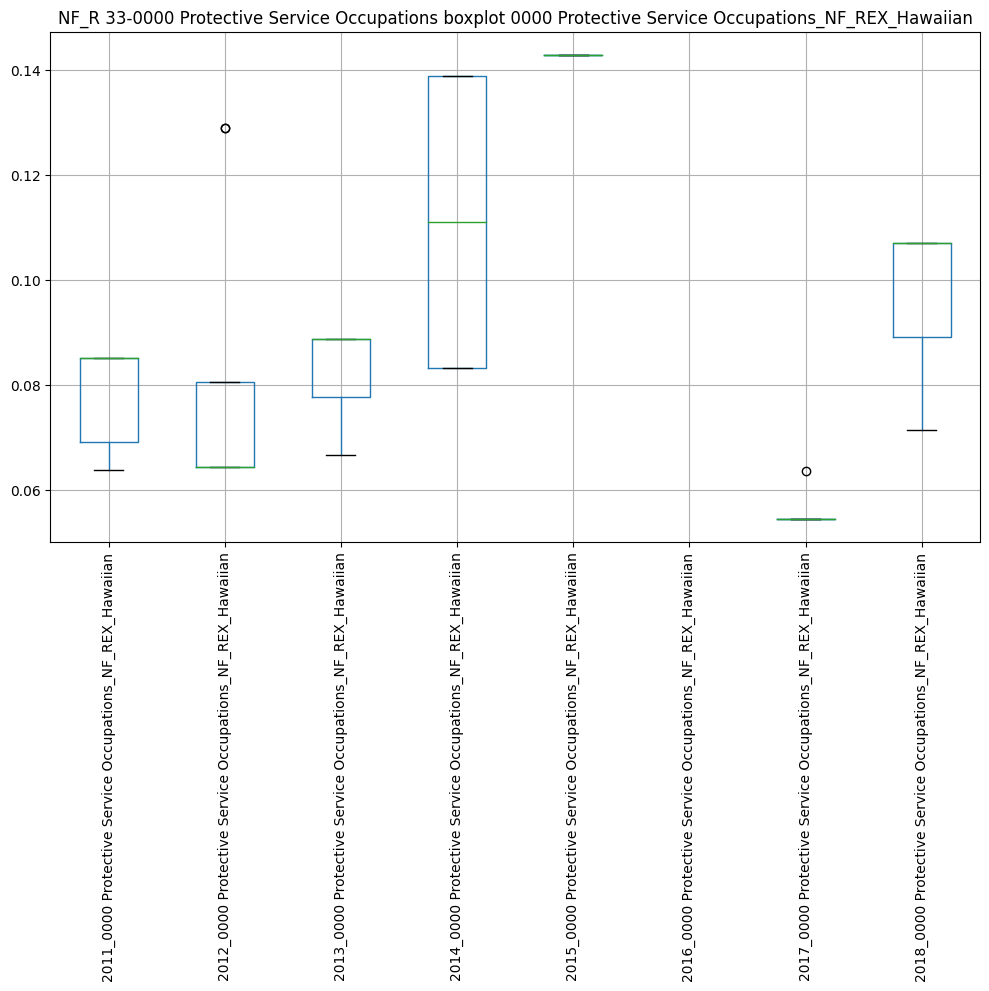 NF_R 33-0000 Protective Service Occupations boxplot 0000 Protective Service Occupations_NF_REX_Hawaiian
0.14
0.12
0.10
0.08
0.06
2011_0000 Protective Service Occupations_NF_REX_Hawaiian
2012_0000 Protective Service Occupations_NF_REX_Hawaiian
2013_0000 Protective Service Occupations_NF_REX_Hawaiian
2014_0000 Protective Service Occupations_NF_REX_Hawaiian
2015_0000 Protective Service Occupations_NF_REX_Hawaiian
2016_0000 Protective Service Occupations_NF_REX_Hawaiian
2017_0000 Protective Service Occupations_NF_REX_Hawaiian
2018_0000 Protective Service Occupations_NF_REX_Hawaiian